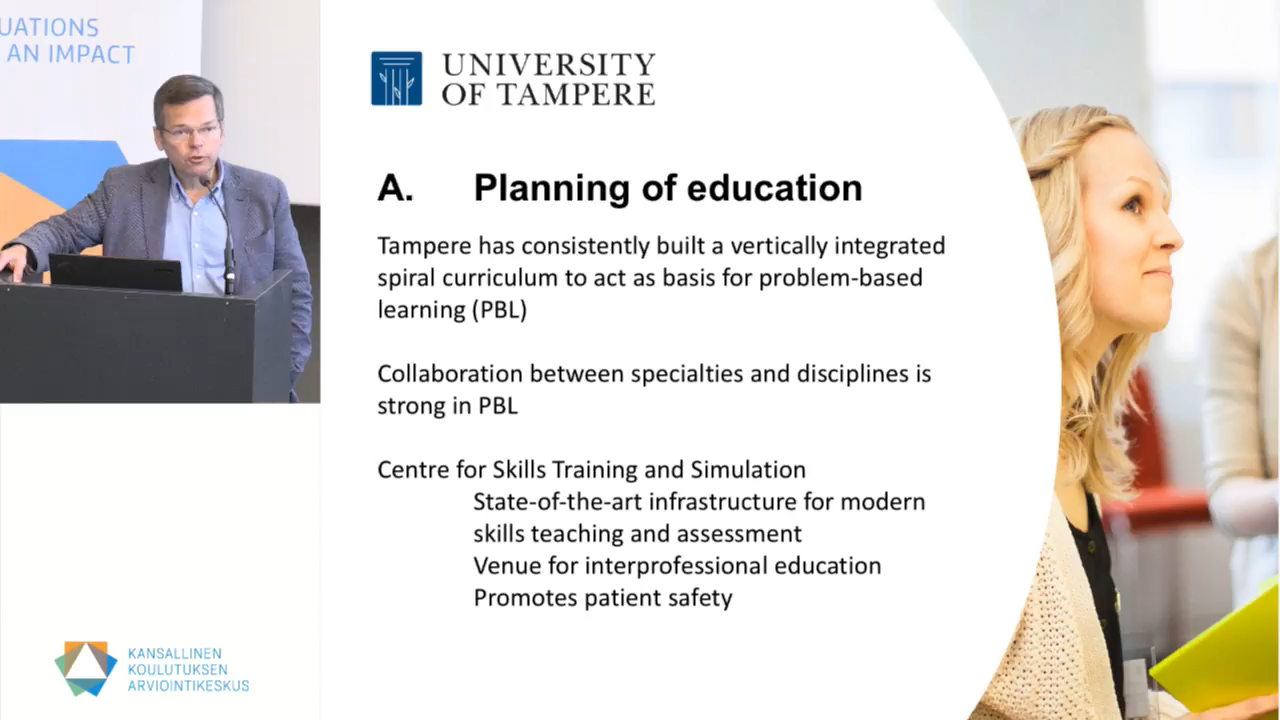 UATIONS
AN IMPACT
UNIVERSITY
OF TAMPERE
A. Planning of education
Tampere has consistently built a vertically integrated
spiral curriculum to act as basis for problem-based
learning (PBL)
Collaboration between specialties and disciplines is
strong in PBL
Centre for Skills Training and Simulation
State-of-the-art infrastructure for modern
skills teaching and assessment
Venue for interprofessional education
Promotes patient safety
KANSALLINEN
KOULUTUKSEN
ARVIOINTIKESKUS